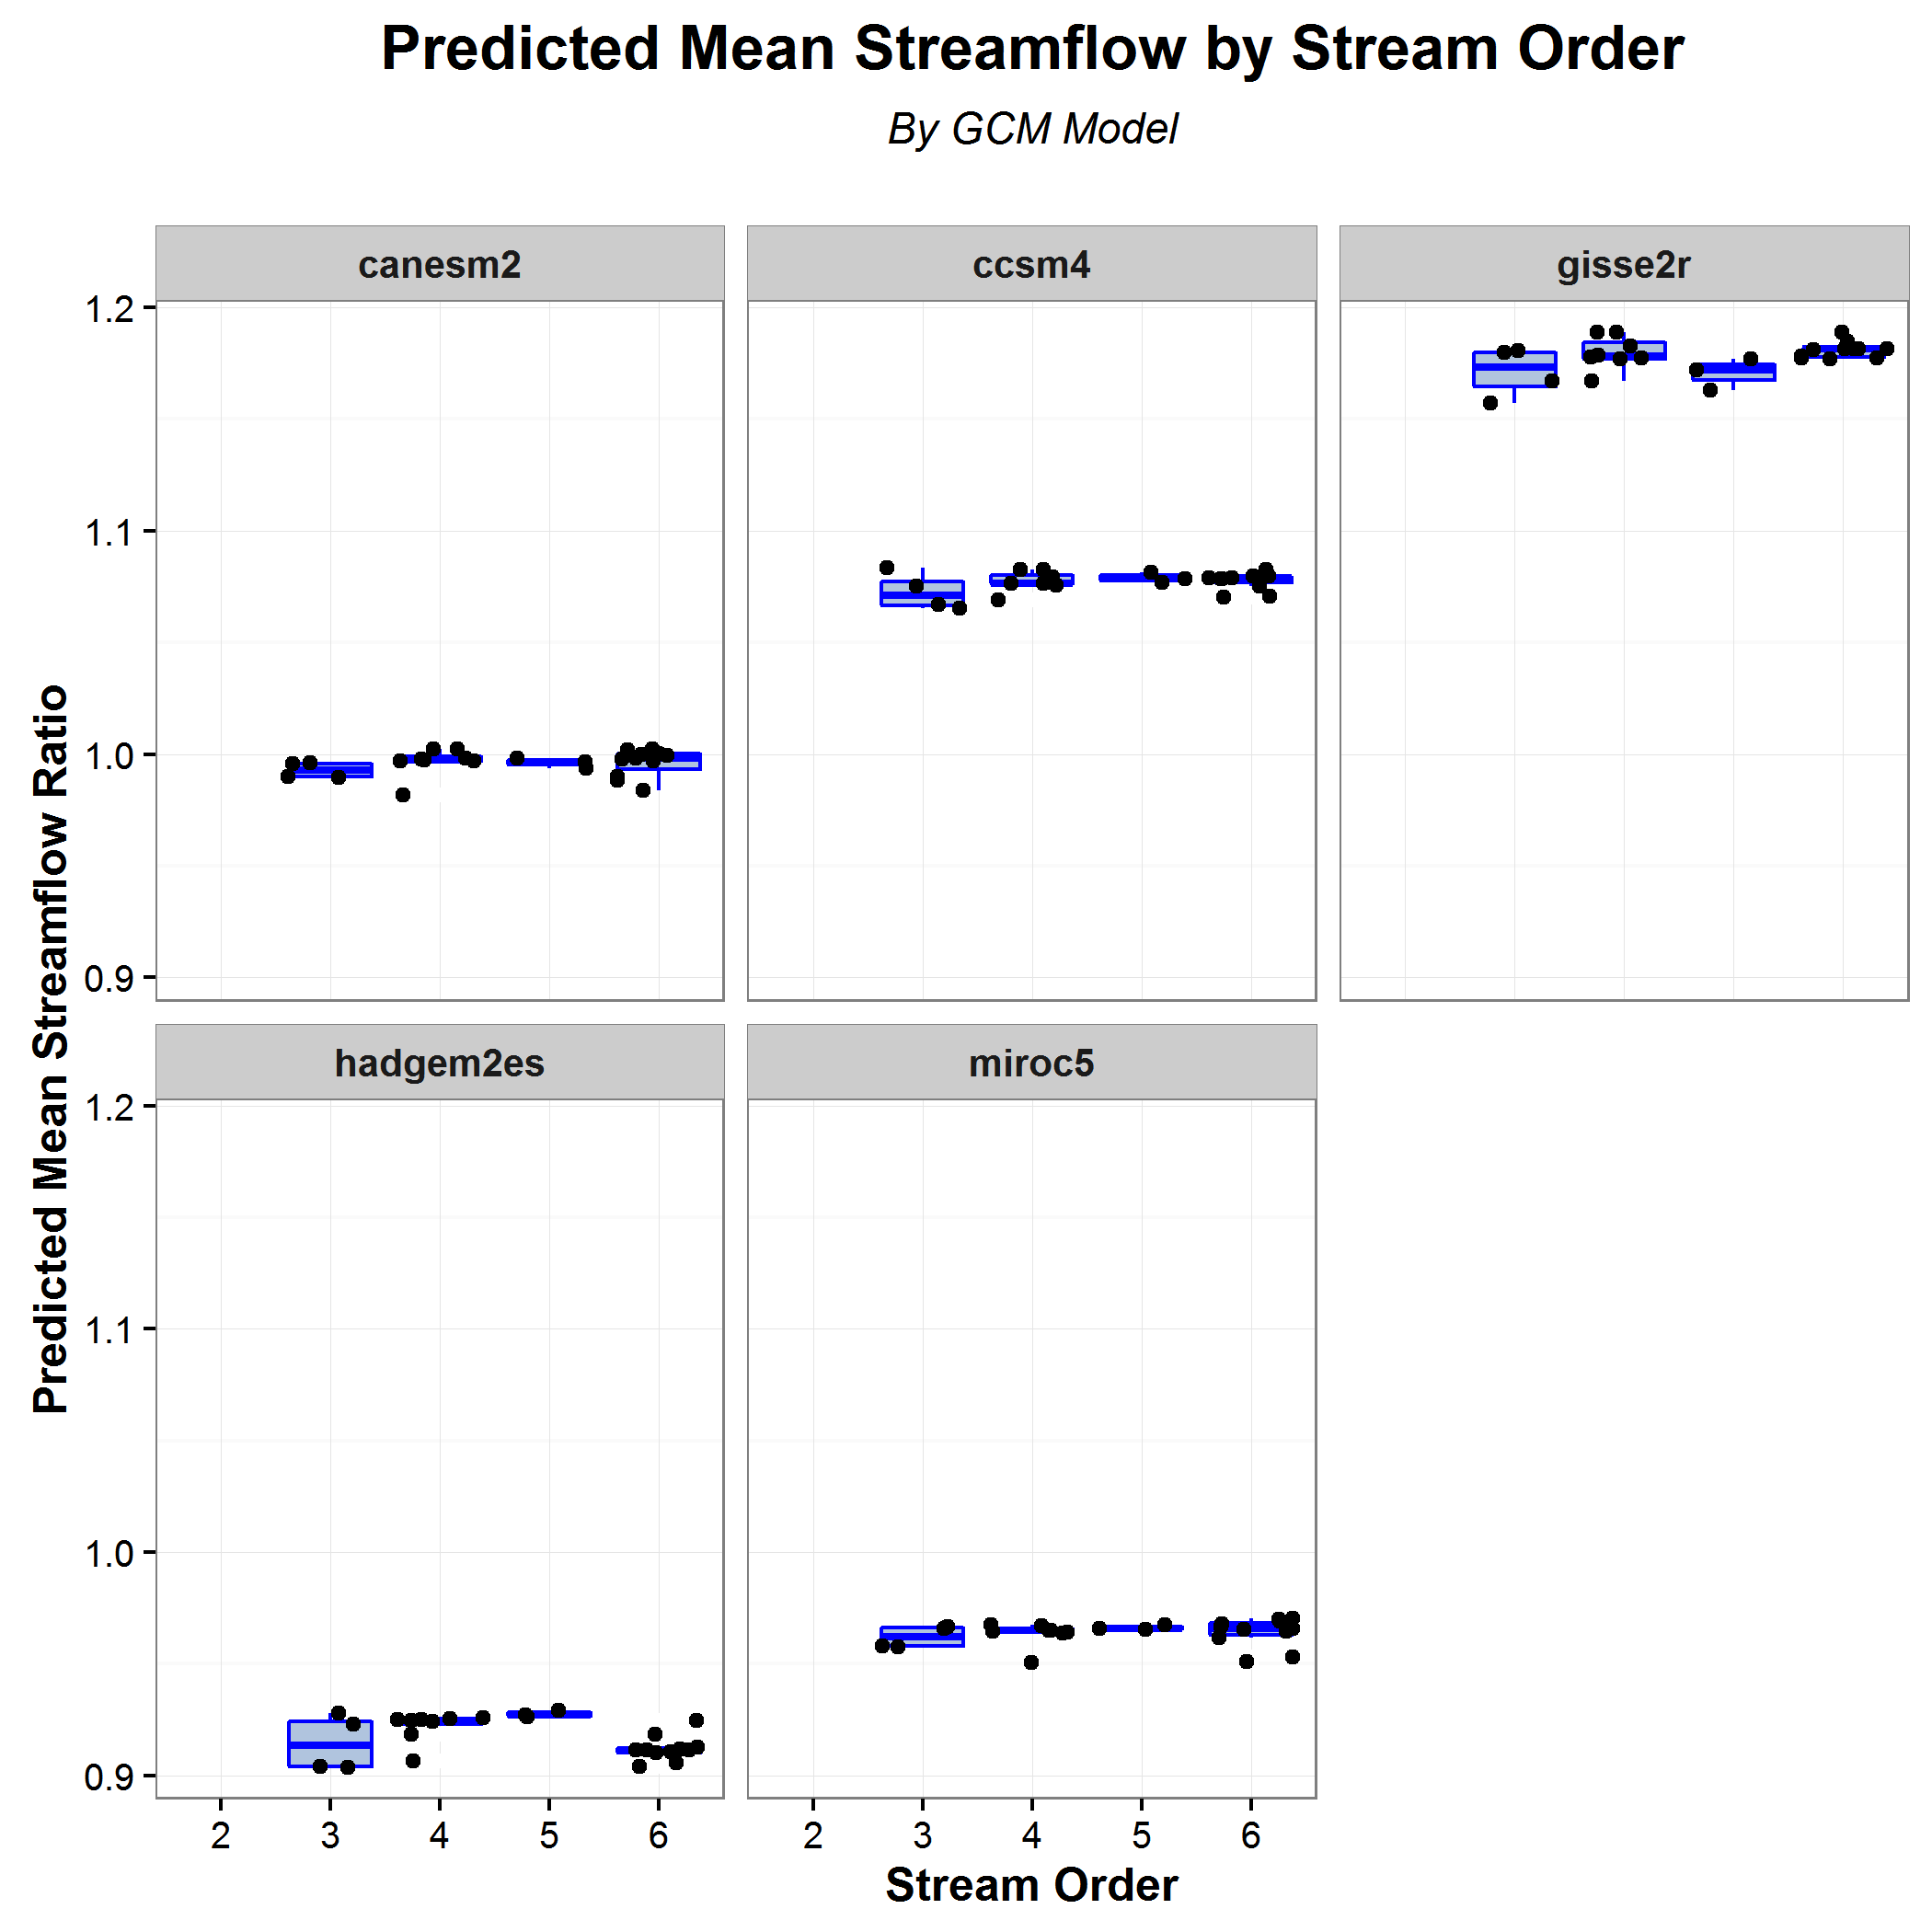 Predicted Mean Streamflow by Stream Order
By GCM Model
canesm2
ccsm4
gisse2r
1.2
1.1
1.0
0.9
Predicted Mean Streamflow Ratio
hadgem2es
miroc5
1.2
1.1
1.0
0.9
2 3 4 5 6
2 3 4 5 6
Stream Order